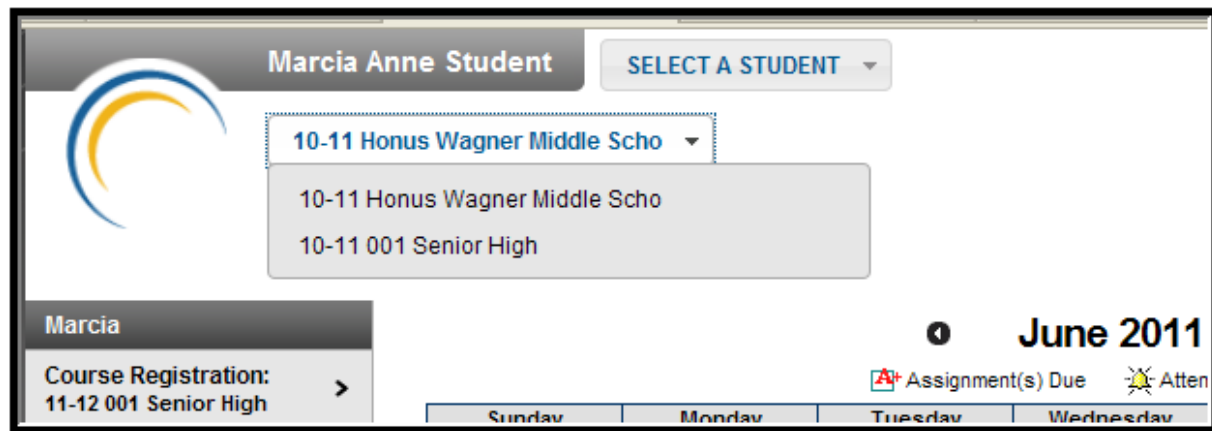 Marcia Anne Student
SELECT A STUDENT
10-11 Honus Wagner Middle Scho
10-11 Honus Wagner Middle Scho
10-11 001 Senior High
Marcia
Course Registration:
11-12 001 Senior High
June 2011
A+ Assignment(s) Due Atten
Sunday Monday Tuesday Wednesday